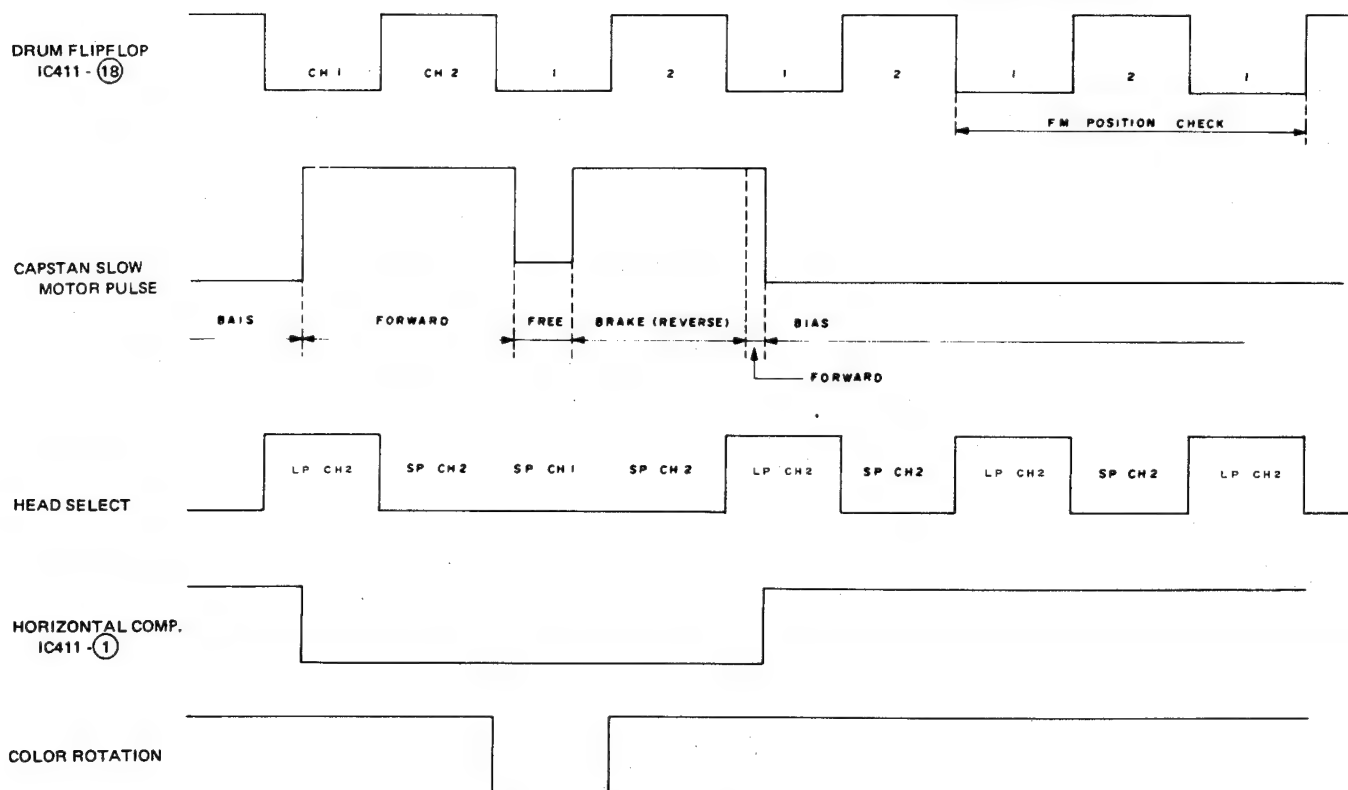 DRUM FLIPFLOP
IC411 - 18
CH 1 CH 2 1 2 1 2 1 2 1
FM POSITION CHECK
CAPSTAN SLOW
MOTOR PULSE
BAIS FORWARD FREE BRAKE (REVERSE) BIAS
FORWARD
HEAD SELECT
LP CH2 SP CH2 SP CH1 SP CH2 LP CH2 SP CH2 LP CH2 SP CH2 LP CH2
HORIZONTAL COMP.
IC411 - 1
COLOR ROTATION